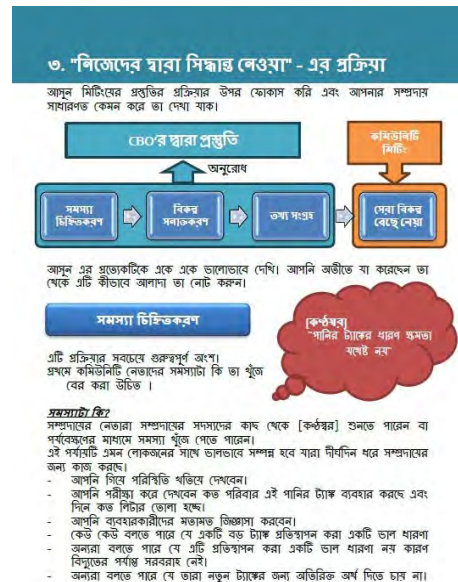 ৩. "নিজেদের দ্বারা সিদ্ধান্ত নেওয়া" - এর প্রক্রিয়া
আসুন মিটিংয়ের প্রস্তুতির প্রক্রিয়ার উপর ফোকাস করি এবং আপনার সম্প্রদায়
সাধারণত কেমন করে তা দেখা যাক।
CBO'র দ্বারা প্রস্তুতি
কমিউনিটি
মিটিং
অনুরোধ
সমস্যা
চিহ্নিতকরণ
বিকল্প
সনাক্তকরণ
তথ্য সংগ্রহ
সেরা বিকল্প
বেছে নেয়া
আসুন এর প্রত্যেকটিকে একে একে ভালোভাবে দেখি। আপনি অতীতে যা করেছেন তা
থেকে এটি কীভাবে আলাদা তা নোট করুন।
সমস্যা চিহ্নিতকরণ
[কণ্ঠস্বর]
"পানির ট্যাঙ্কের ধারণ ক্ষমতা
যথেষ্ট নয়"
এটি প্রক্রিয়ার সবচেয়ে গুরুত্বপূর্ণ অংশ।
প্রথমে কমিউনিটি নেতাদের সমস্যাটা কি তা খুঁজে
বের করা উচিত ।
সমস্যাটা কি?
সম্প্রদায়ের নেতারা সম্প্রদায়ের সদস্যদের কাছ থেকে [কণ্ঠস্বর] শুনতে পারেন বা
পর্যবেক্ষণের মাধ্যমে সমস্যা খুঁজে পেতে পারেন।
এই পর্যায়টি এমন লোকজনের সাথে ভালভাবে সম্পন্ন হবে যারা দীর্ঘদিন ধরে সম্প্রদায়ের
জন্য কাজ করছে।
- আপনি গিয়ে পরিস্থিতি খতিয়ে দেখবেন।
- আপনি পরীক্ষা করে দেখবেন কত পরিবার এই পানির ট্যাঙ্ক ব্যবহার করছে এবং
দিনে কত লিটার তোলা হচ্ছে।
- আপনি ব্যবহারকারীদের মতামত জিজ্ঞাসা করবেন।
- কেউ কেউ বলতে পারে যে একটি বড় ট্যাঙ্ক প্রতিস্থাপন করা একটি ভাল ধারণা
- অন্যরা বলতে পারে যে এটি প্রতিস্থাপন করা একটি ভাল ধারণা নয় কারণ
বিদ্যুতের পর্যাপ্ত সরবরাহ নেই।
- অন্যরা বলতে পারে যে তারা নতুন ট্যাঙ্কের জন্য অতিরিক্ত অর্থ দিতে চায় না।